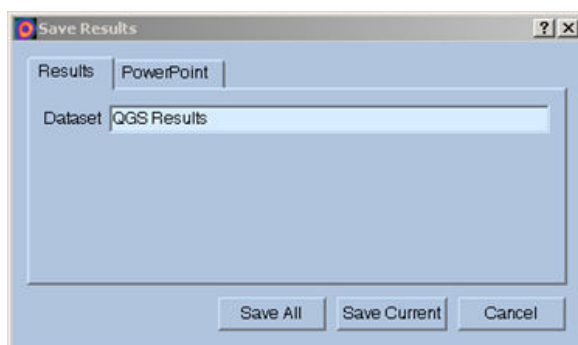 Save Results ? X
Results PowerPoint
Dataset QGS Results
Save All Save Current Cancel